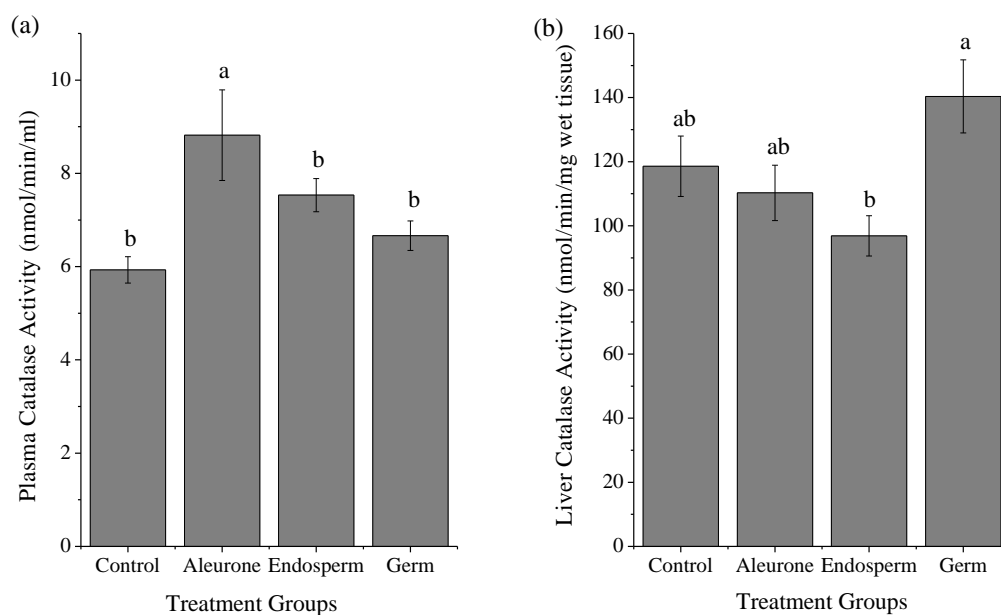 (a)
Plasma Catalase Activity (nmol/min/ml)
10
8
6
4
2
0
b
a
b
b
Control Aleurone Endosperm Germ
Treatment Groups
(b)
Liver Catalase Activity (nmol/min/mg wet tissue)
160
140
120
100
80
60
40
20
0
ab
ab
b
a
Control Aleurone Endosperm Germ
Treatment Groups